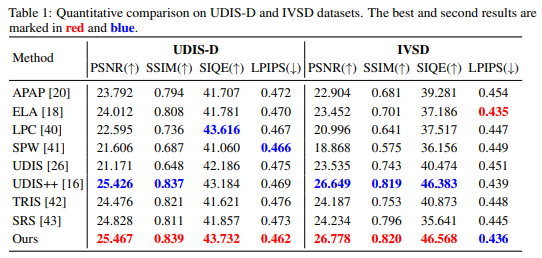 Table 1: Quantitative comparison on UDIS-D and IVSD datasets. The best and second results are
marked in red and blue.
Method UDIS-D IVSD
PSNR(↑) SSIM(↑) SIQE(↑) LPIPS(↓) PSNR(↑) SSIM(↑) SIQE(↑) LPIPS(↓)
APAP [20] 23.792 0.794 41.707 0.472 22.904 0.681 39.281 0.454
ELA [18] 24.012 0.808 41.781 0.470 23.452 0.701 37.186 0.435
LPC [40] 22.595 0.736 43.616 0.467 20.996 0.641 37.517 0.447
SPW [41] 21.606 0.687 41.060 0.466 18.868 0.575 36.156 0.449
UDIS [26] 21.171 0.648 42.186 0.475 23.535 0.743 40.474 0.451
UDIS++ [16] 25.426 0.837 43.184 0.469 26.649 0.819 46.383 0.439
TRIS [42] 24.476 0.821 41.621 0.476 24.187 0.753 40.873 0.448
SRS [43] 24.828 0.811 41.857 0.473 24.234 0.796 35.641 0.445
Ours 25.467 0.839 43.732 0.462 26.778 0.820 46.568 0.436